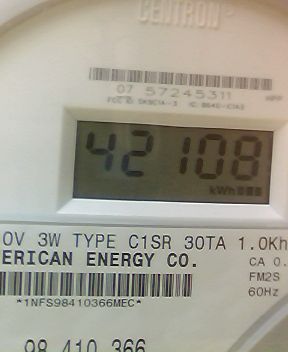 CENTRON®
07 57245311
42108
kWh
0V 3W TYPE C1SR 30TA 1.0Kh
ERICAN ENERGY CO.
CA 0.
FM2S
*1NFS98410366MEC*
60Hz
98 410 366